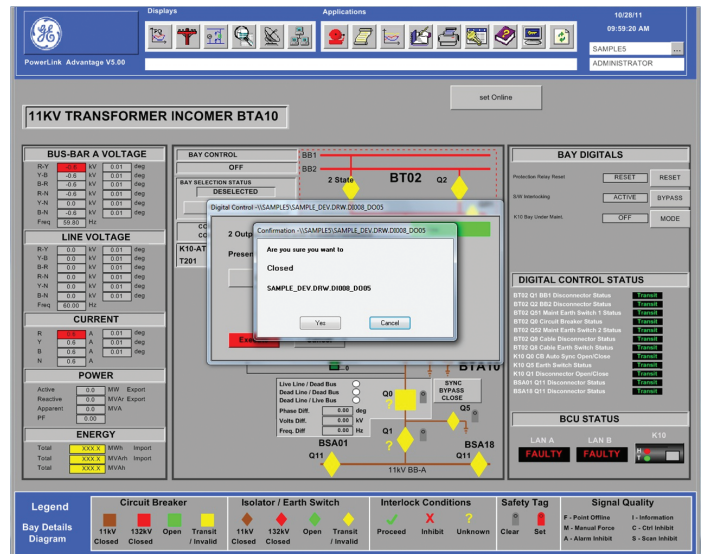 Displays
Applications
10/28/11
09:59:20 AM
SAMPLE5
...
ADMINISTRATOR
PowerLink Advantage V5.00
set Online
11KV TRANSFORMER INCOMER BTA10
BUS-BAR A VOLTAGE
R-Y -0.6 kV 0.01 deg
Y-B -0.6 kV 0.01 deg
B-R -0.6 kV 0.01 deg
R-N -0.6 kV 0.01 deg
Y-N 0.0 kV 0.01 deg
B-N -0.6 kV 0.01 deg
Freq 59.80 Hz
LINE VOLTAGE
R-Y 0.0 kV 0.01 deg
Y-B 0.0 kV 0.01 deg
B-R 0.0 kV 0.01 deg
R-N 0.0 kV 0.01 deg
Y-N 0.0 kV 0.01 deg
B-N 0.0 kV 0.01 deg
Freq 60.00 Hz
CURRENT
R A 0.01 deg
Y 0.6 A 0.01 deg
B 0.6 A 0.01 deg
N 0.6 A
POWER
Active 0.0 MW Export
Reactive 0.0 MVAr Export
Apparent 0.0 MVA
PF 0.00
ENERGY
Total XXX.X MWh Import
Total XXX.X MVArh Import
Total XXX.X MVAh
BAY CONTROL
OFF
BAY SELECTION STATUS
DESELECTED
K10-AT
T201
BB1
BB2
2 State
BT02
Q2
Digital Control -\\SAMPLE5\SAMPLE_DEV.DRW.DI008_DO05
2 Outp
Presen
Confirmation -\\SAMPLE5\SAMPLE_DEV.DRW.DI008_DO05
Are you sure you want to
Closed
SAMPLE_DEV.DRW.DI008_DO05
Yes
Cancel
BTA10
Live Line / Dead Bus
Dead Line / Dead Bus
Dead Line / Live Bus
Phase Diff. 0.00 deg
Volts Diff. 0.00 kV
Freq. Diff 0.00 Hz
SYNC
BYPASS
CLOSE
Q0
?
Q5
Q1
?
BSA01
Q11
BSA18
Q11
11kV BB-A
BAY DIGITALS
Protection Relay Reset RESET RESET
S/W Interlocking ACTIVE BYPASS
K10 Bay Under Maint. OFF MODE
DIGITAL CONTROL STATUS
BT02 Q1 BB1 Disconnector Status Transit
BT02 Q2 BB2 Disconnector Status Transit
BT02 Q51 Maint Earth Switch 1 Status Transit
BT02 Q0 Circuit Breaker Status Transit
BT02 Q52 Maint Earth Switch 2 Status Transit
BT02 Q9 Cable Disconnector Status Transit
BT02 Q8 Cable Earth Switch Status Transit
K10 Q0 CB Auto Sync Open/Close Transit
K10 Q5 Earth Switch Status Transit
K10 Q1 Disconnector Open/Close Transit
BSA01 Q11 Disconnector Status Transit
BSA18 Q11 Disconnector Status Transit
BCU STATUS
LAN A LAN B K10
FAULTY FAULTY
Legend
Bay Details
Diagram
Circuit Breaker
11kV Closed
132kV Closed
Open
Transit / Invalid
Isolator / Earth Switch
11kV Closed
132kV Closed
Open
Transit / Invalid
Interlock Conditions
X
?
Proceed Inhibit Unknown
Safety Tag
Clear Set
Signal Quality
F - Point Offline I - Information
M - Manual Force C - Ctrl Inhibit
A - Alarm Inhibit S - Scan Inhibit